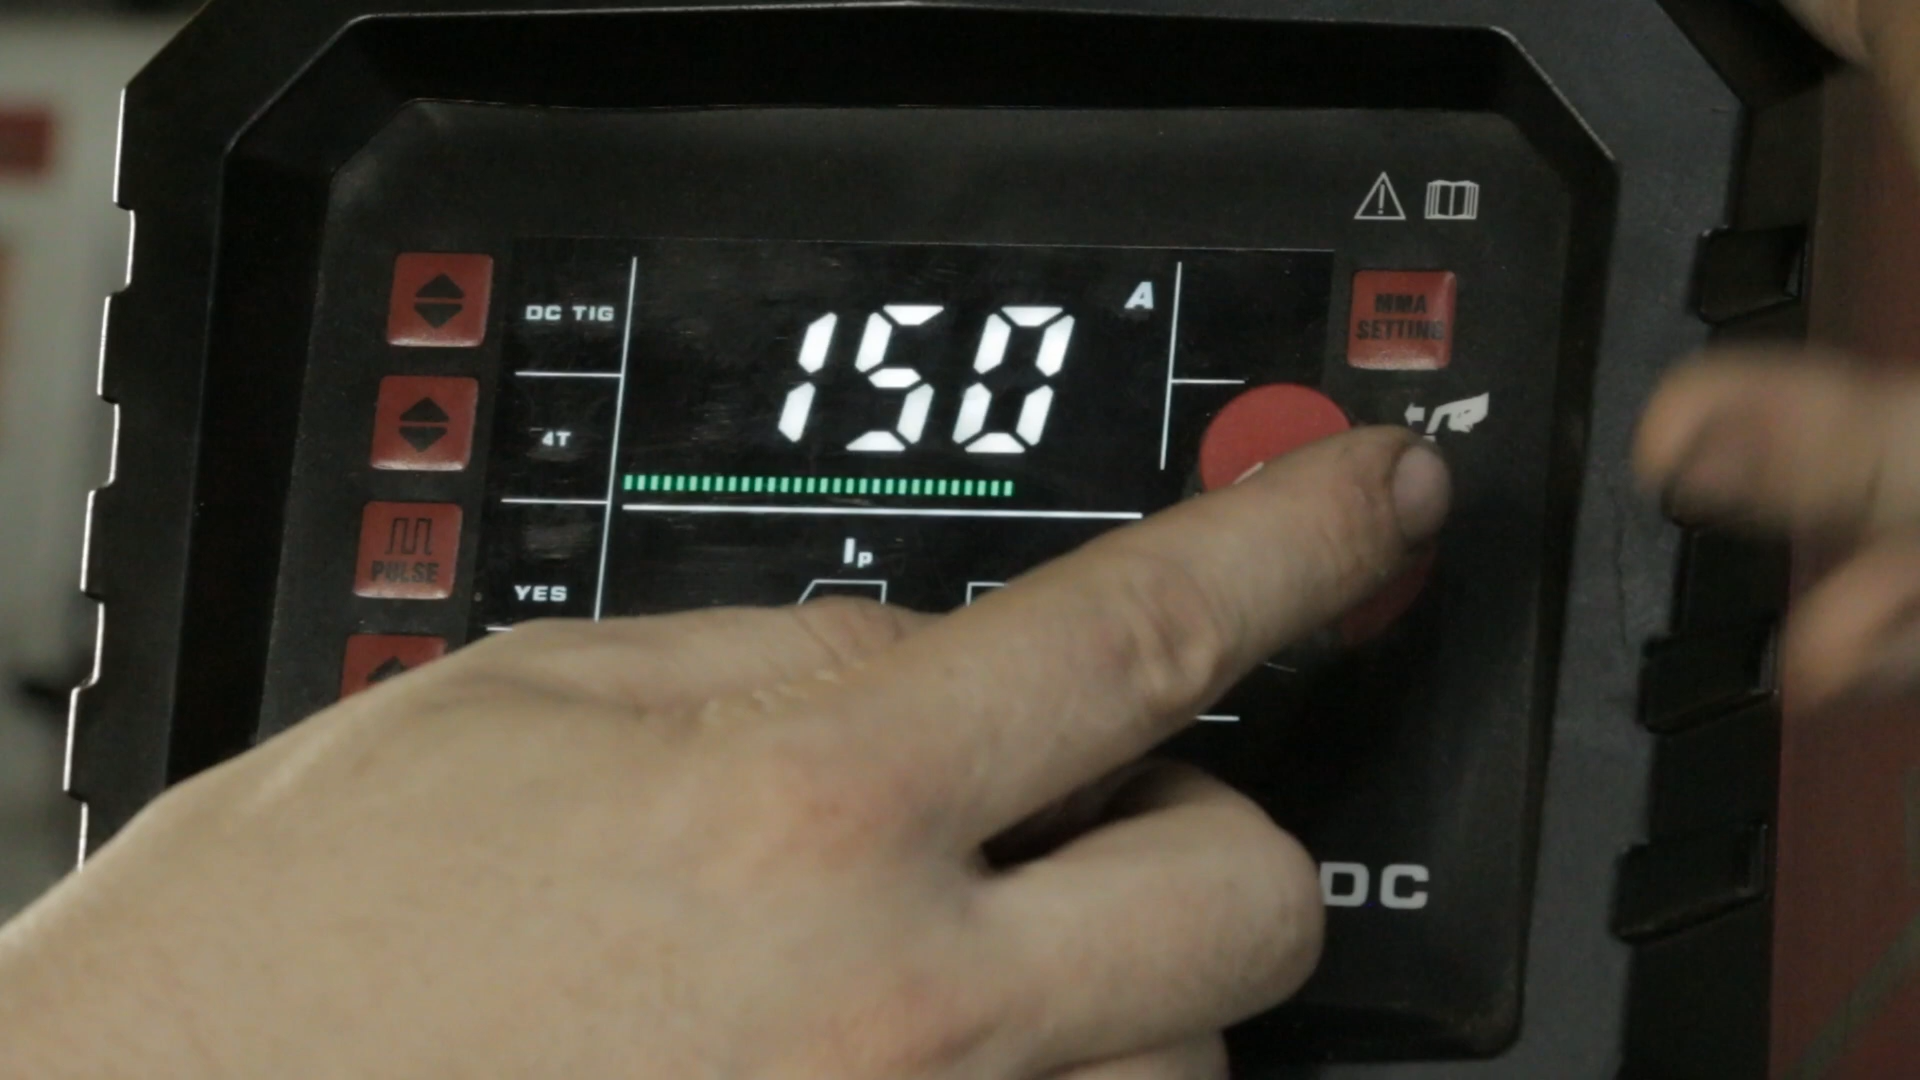 DC TIG
150
A
MMA
SETTING
4T
PULSE
YES
Ip
DC